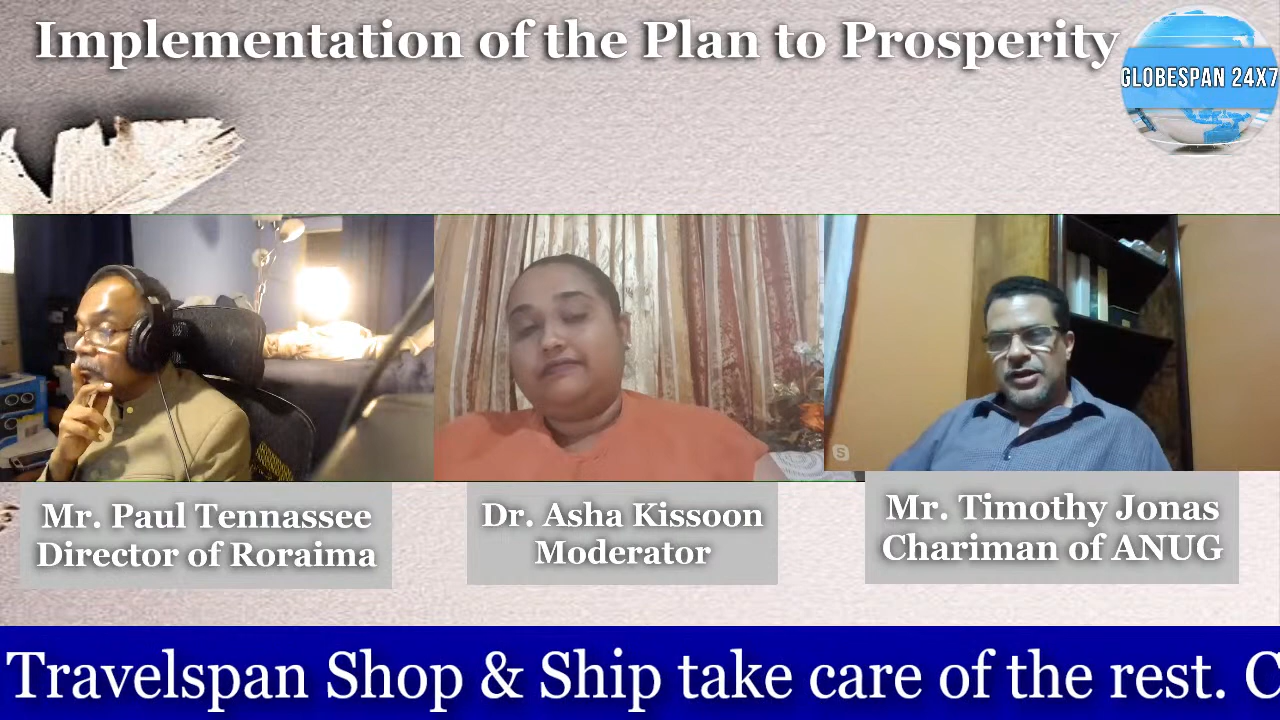 Implementation of the Plan to Prosperity
GLOBESPAN 24X7
Mr. Paul Tennassee
Director of Roraima
Dr. Asha Kissoon
Moderator
Mr. Timothy Jonas
Chariman of ANUG
Travelspan Shop & Ship take care of the rest. C